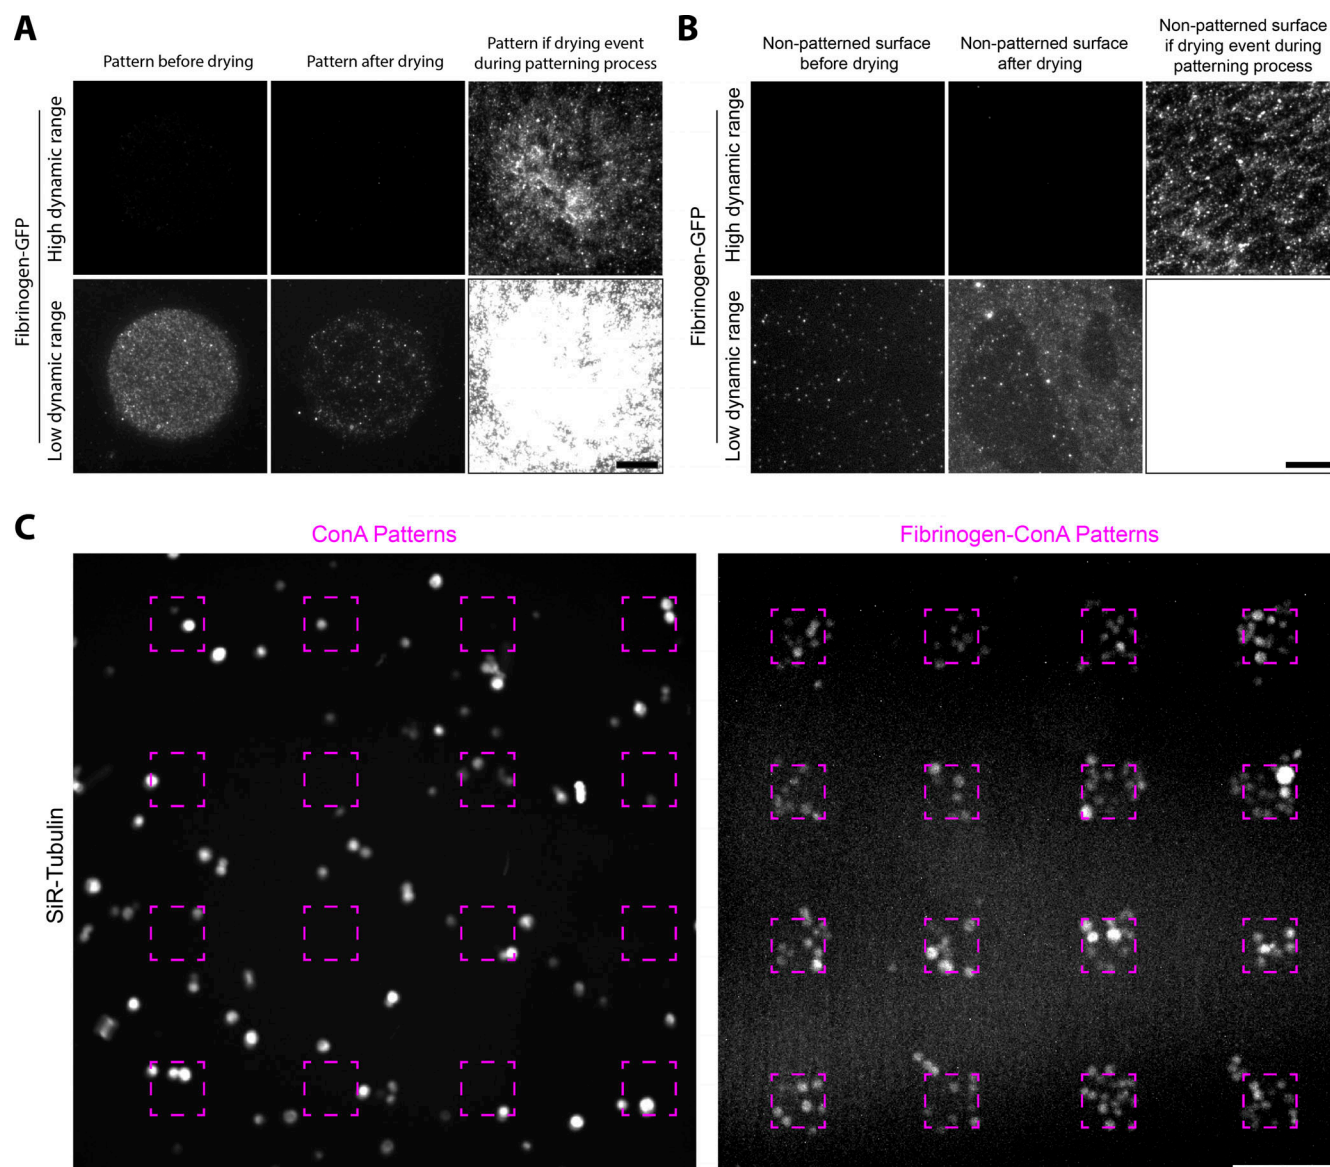 A
Pattern before drying
Pattern after drying
Pattern if drying event
during patterning process
Fibrinogen-GFP
High dynamic range
Low dynamic range
B
Non-patterned surface
before drying
Non-patterned surface
after drying
Non-patterned surface
if drying event during
patterning process
Fibrinogen-GFP
High dynamic range
Low dynamic range
C
ConA Patterns
Fibrinogen-ConA Patterns
SiR-Tubulin